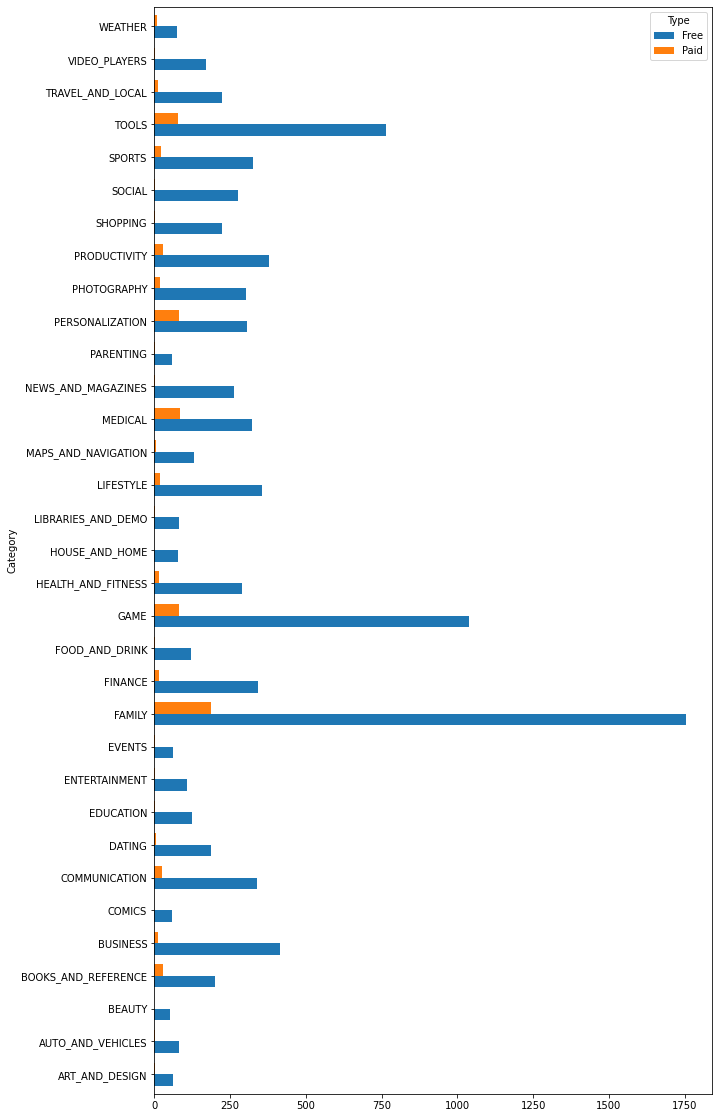 Type
Free
Paid
WEATHER
VIDEO_PLAYERS
TRAVEL_AND_LOCAL
TOOLS
SPORTS
SOCIAL
SHOPPING
PRODUCTIVITY
PHOTOGRAPHY
PERSONALIZATION
PARENTING
NEWS_AND_MAGAZINES
MEDICAL
MAPS_AND_NAVIGATION
LIFESTYLE
LIBRARIES_AND_DEMO
Category
HOUSE_AND_HOME
HEALTH_AND_FITNESS
GAME
FOOD_AND_DRINK
FINANCE
FAMILY
EVENTS
ENTERTAINMENT
EDUCATION
DATING
COMMUNICATION
COMICS
BUSINESS
BOOKS_AND_REFERENCE
BEAUTY
AUTO_AND_VEHICLES
ART_AND_DESIGN
0 250 500 750 1000 1250 1500 1750